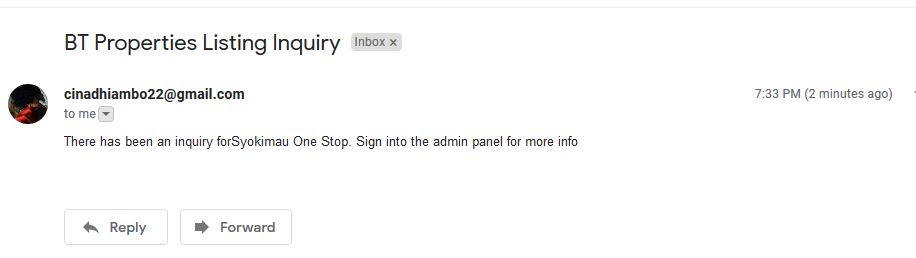 BT Properties Listing Inquiry Inbox ×
cinadhiambo22@gmail.com 7:33 PM (2 minutes ago)
to me
There has been an inquiry forSyokimau One Stop. Sign into the admin panel for more info
Reply Forward